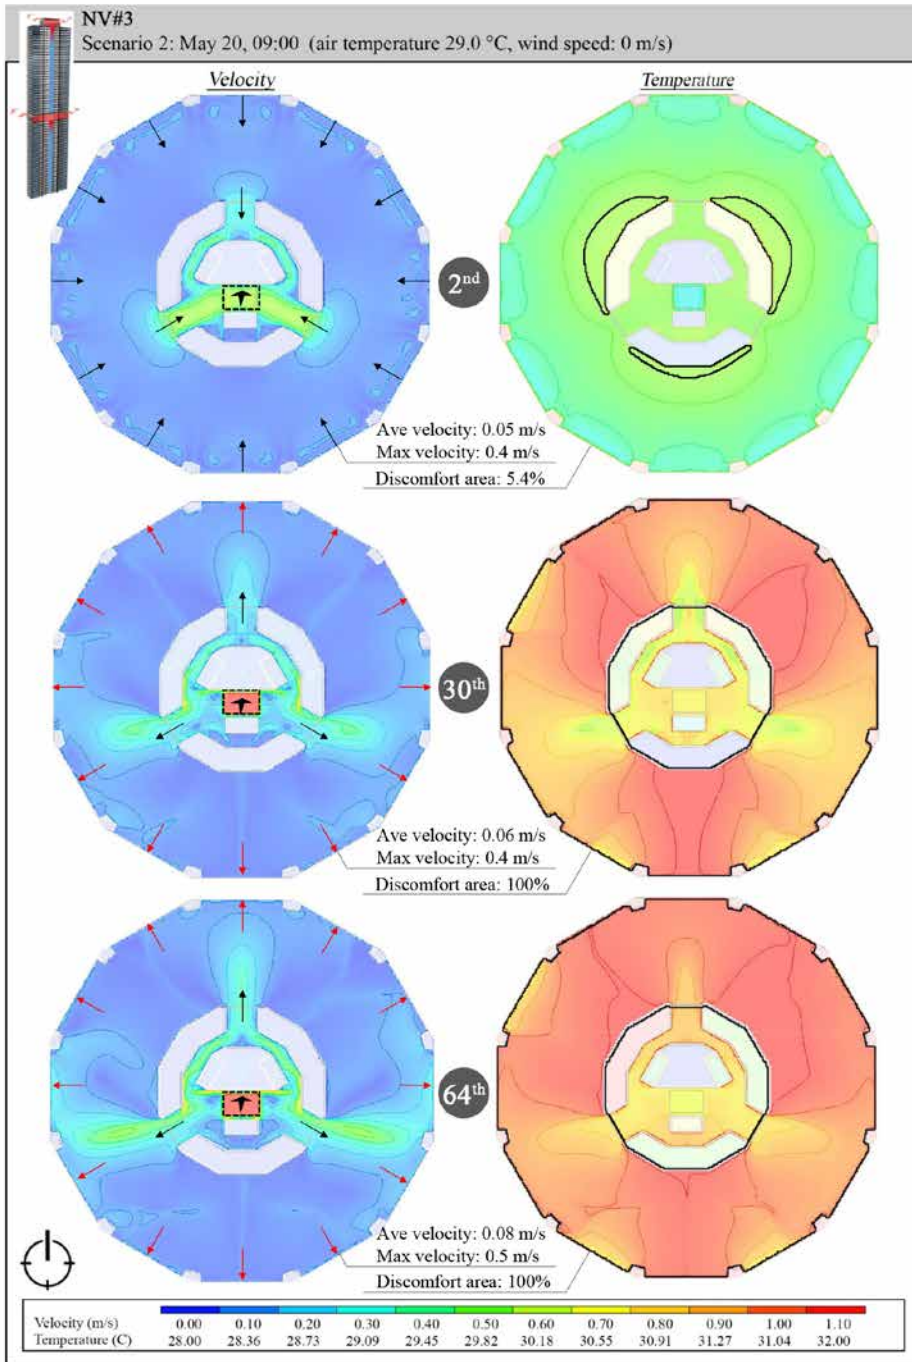 NV#3
Scenario 2: May 20, 09:00 (air temperature 29.0 °C, wind speed: 0 m/s)
Velocity
Temperature
2nd
Ave velocity: 0.05 m/s
Max velocity: 0.4 m/s
Discomfort area: 5.4%
30th
Ave velocity: 0.06 m/s
Max velocity: 0.4 m/s
Discomfort area: 100%
64th
Ave velocity: 0.08 m/s
Max velocity: 0.5 m/s
Discomfort area: 100%
Velocity (m/s) 0.00 0.10 0.20 0.30 0.40 0.50 0.60 0.70 0.80 0.90 1.00 1.10
Temperature (C) 28.00 28.36 28.73 29.09 29.45 29.82 30.18 30.55 30.91 31.27 31.04 32.00